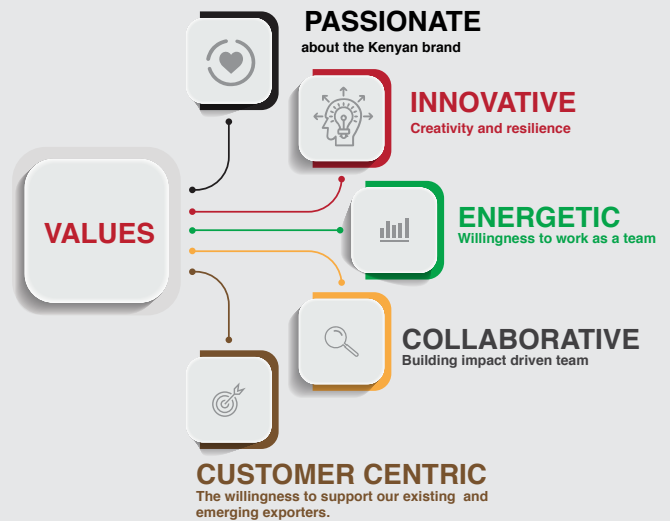 PASSIONATE
about the Kenyan brand
INNOVATIVE
Creativity and resilience
VALUES
ENERGETIC
Willingness to work as a team
COLLABORATIVE
Building impact driven team
CUSTOMER CENTRIC
The willingness to support our existing and
emerging exporters.